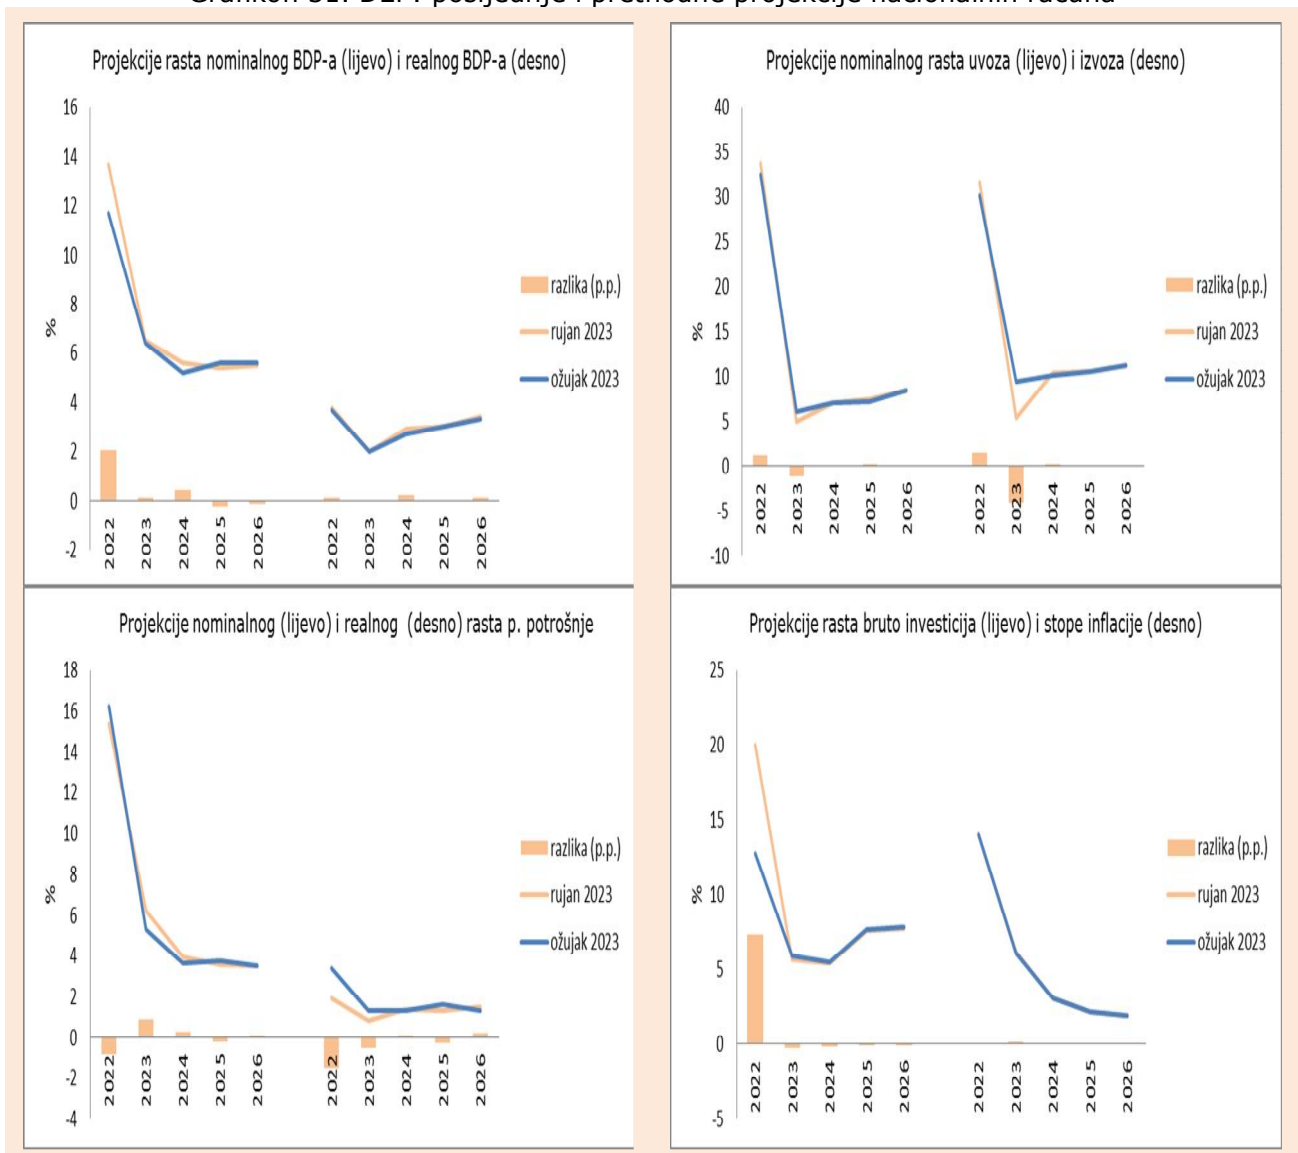 Projekcije rasta nominalnog BDP-a (lijevo) i realnog BDP-a (desno)
16
14
12
10
8
6
4
2
0
-2
%
2022 2023 2024 2025 2026 2022 2023 2024 2025 2026
razlika (p.p.)
rujan 2023
ožujak 2023
Projekcije nominalnog rasta uvoza (lijevo) i izvoza (desno)
40
35
30
25
20
15
10
5
0
-5
-10
%
2022 2023 2024 2025 2026 2022 2023 2024 2025 2026
razlika (p.p.)
rujan 2023
ožujak 2023
Projekcije nominalnog (lijevo) i realnog (desno) rasta p. potrošnje
18
16
14
12
10
8
6
4
2
0
-2
-4
%
2022 2023 2024 2025 2026 2022 2023 2024 2025 2026
razlika (p.p.)
rujan 2023
ožujak 2023
Projekcije rasta bruto investicija (lijevo) i stope inflacije (desno)
25
20
15
10
5
0
-5
%
2022 2023 2024 2025 2026 2022 2023 2024 2025 2026
razlika (p.p.)
rujan 2023
ožujak 2023